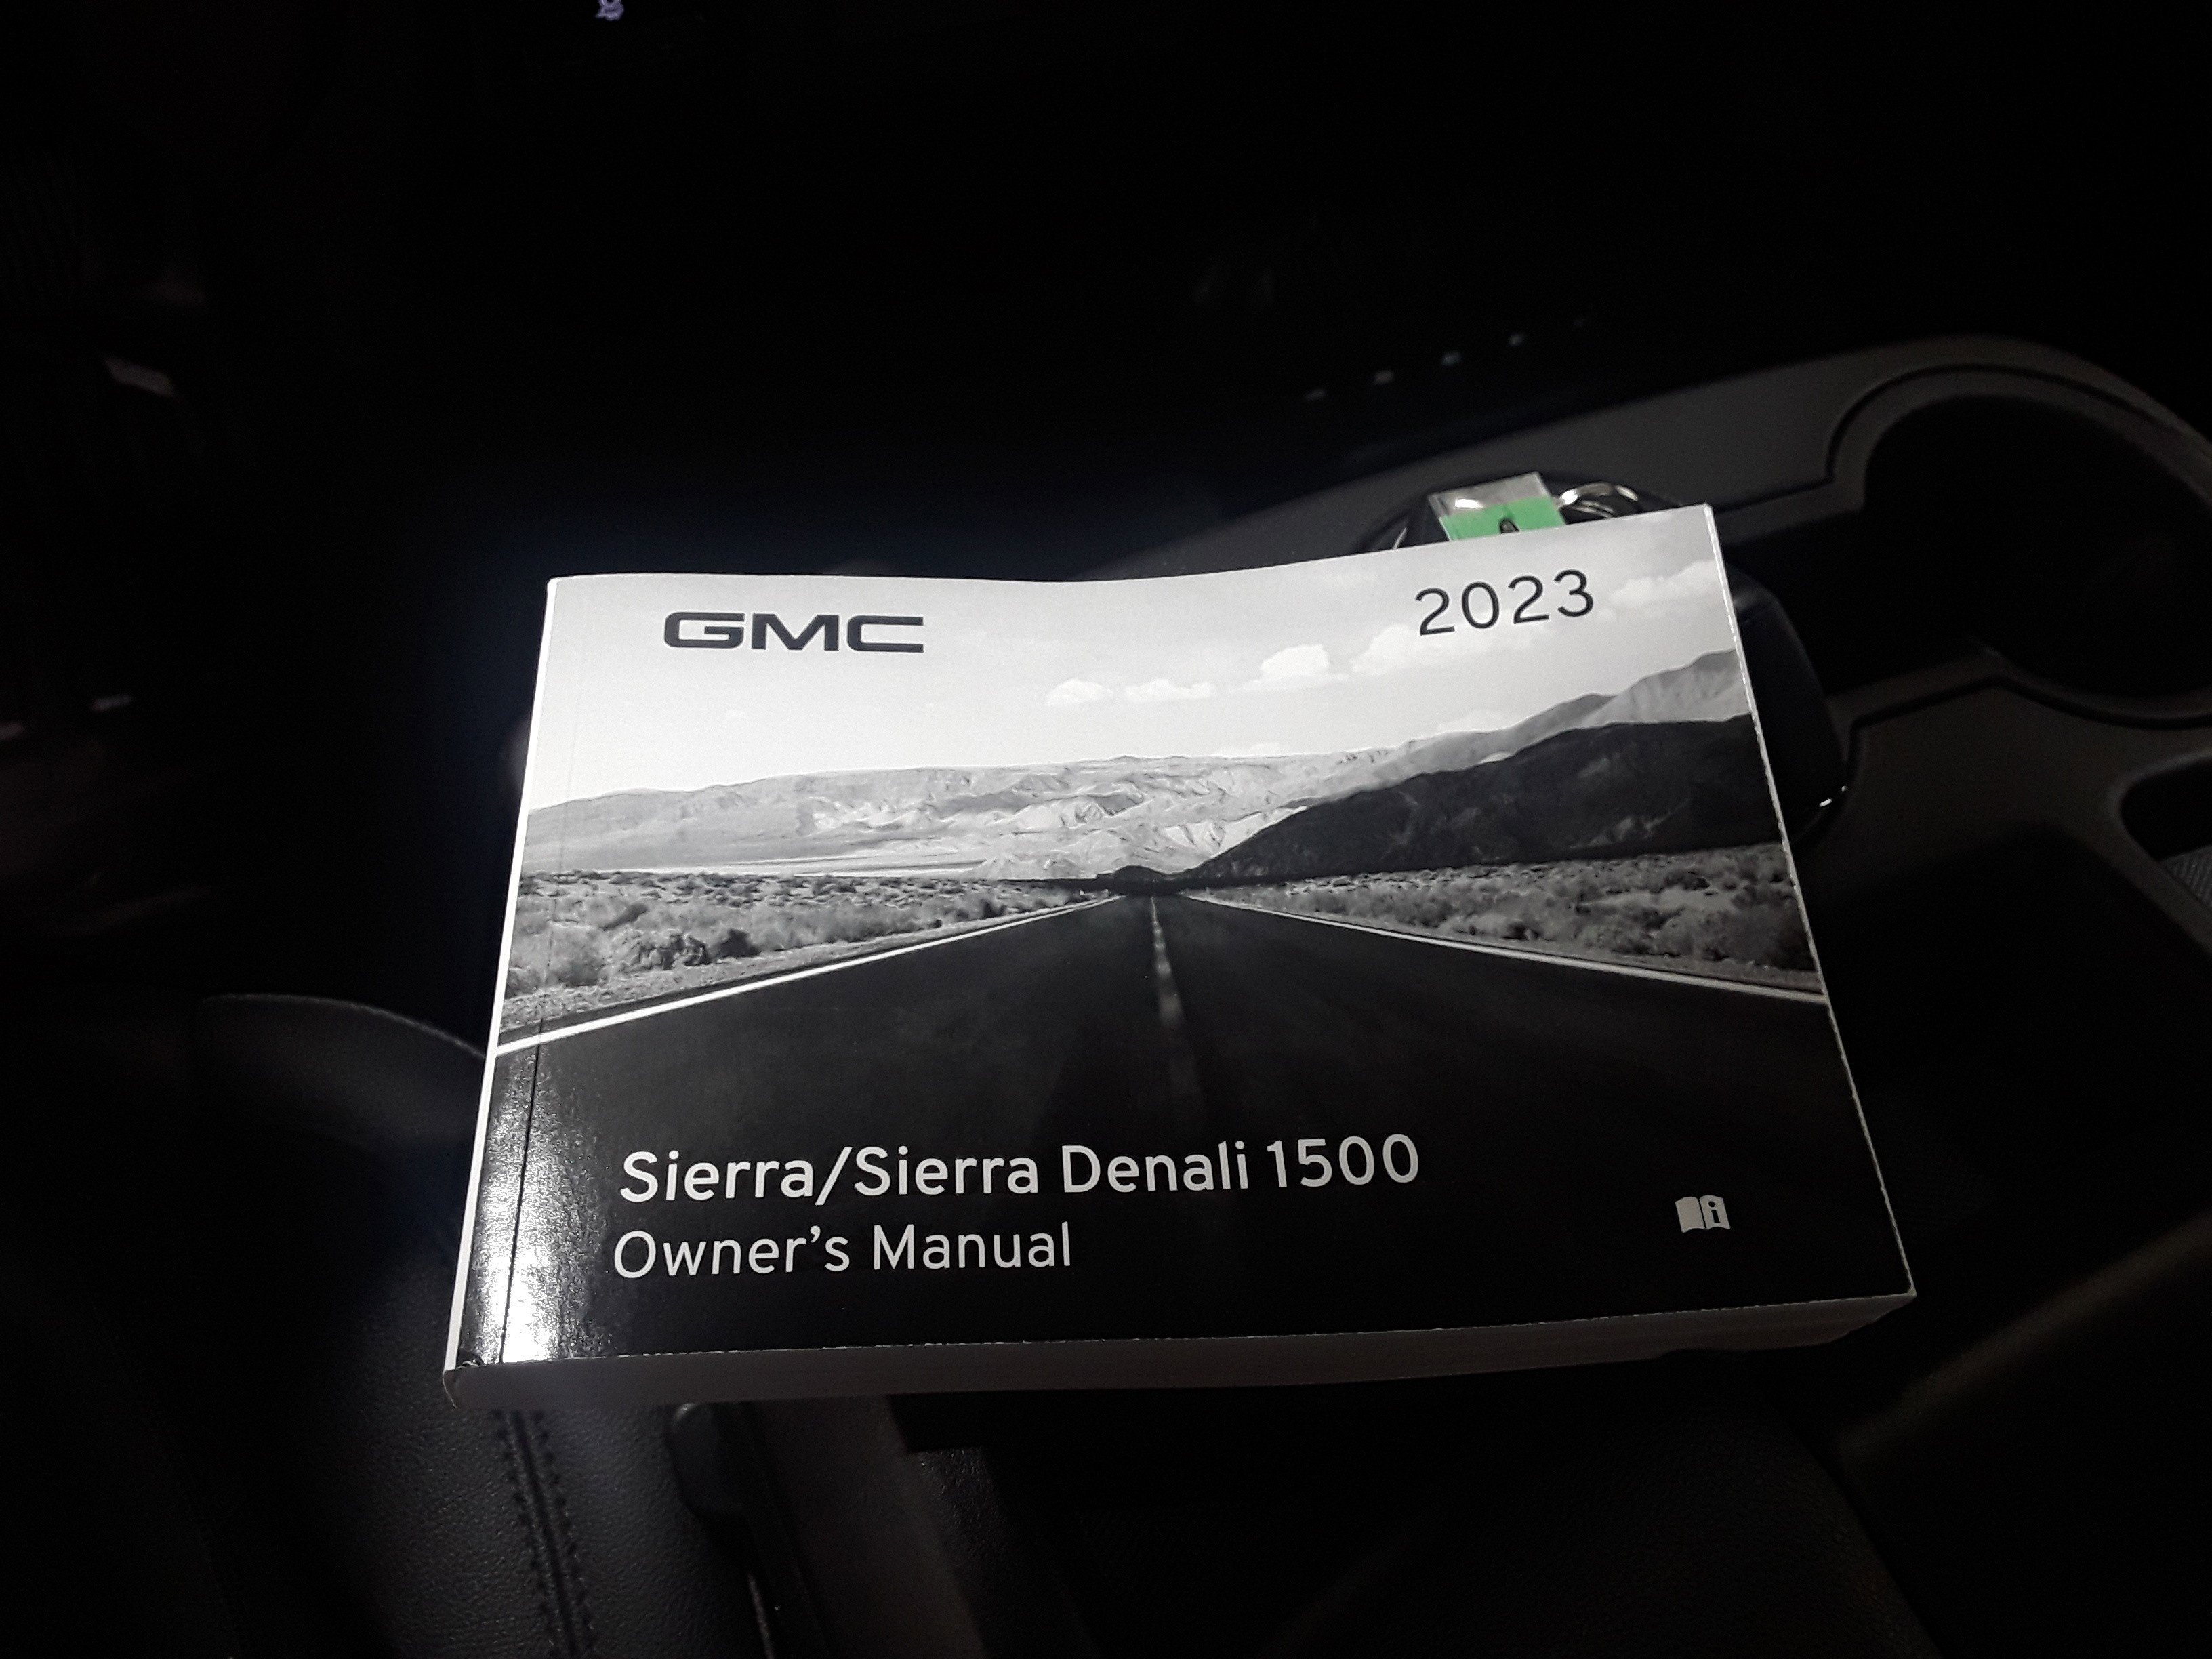 GMC
2023
Sierra/Sierra Denali 1500
Owner's Manual